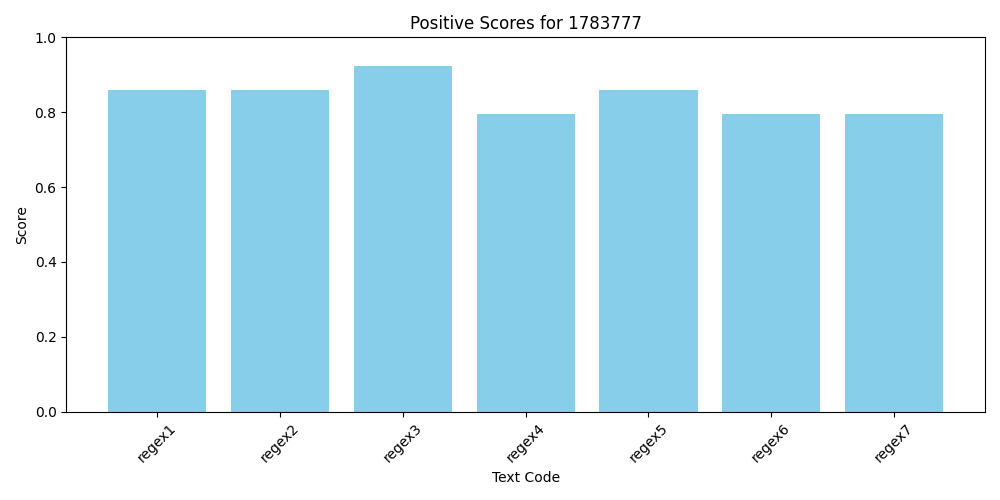 Positive Scores for 1783777
1.0
0.8
0.6
0.4
0.2
0.0
Score
regex1
regex2
regex3
regex4
regex5
regex6
regex7
Text Code